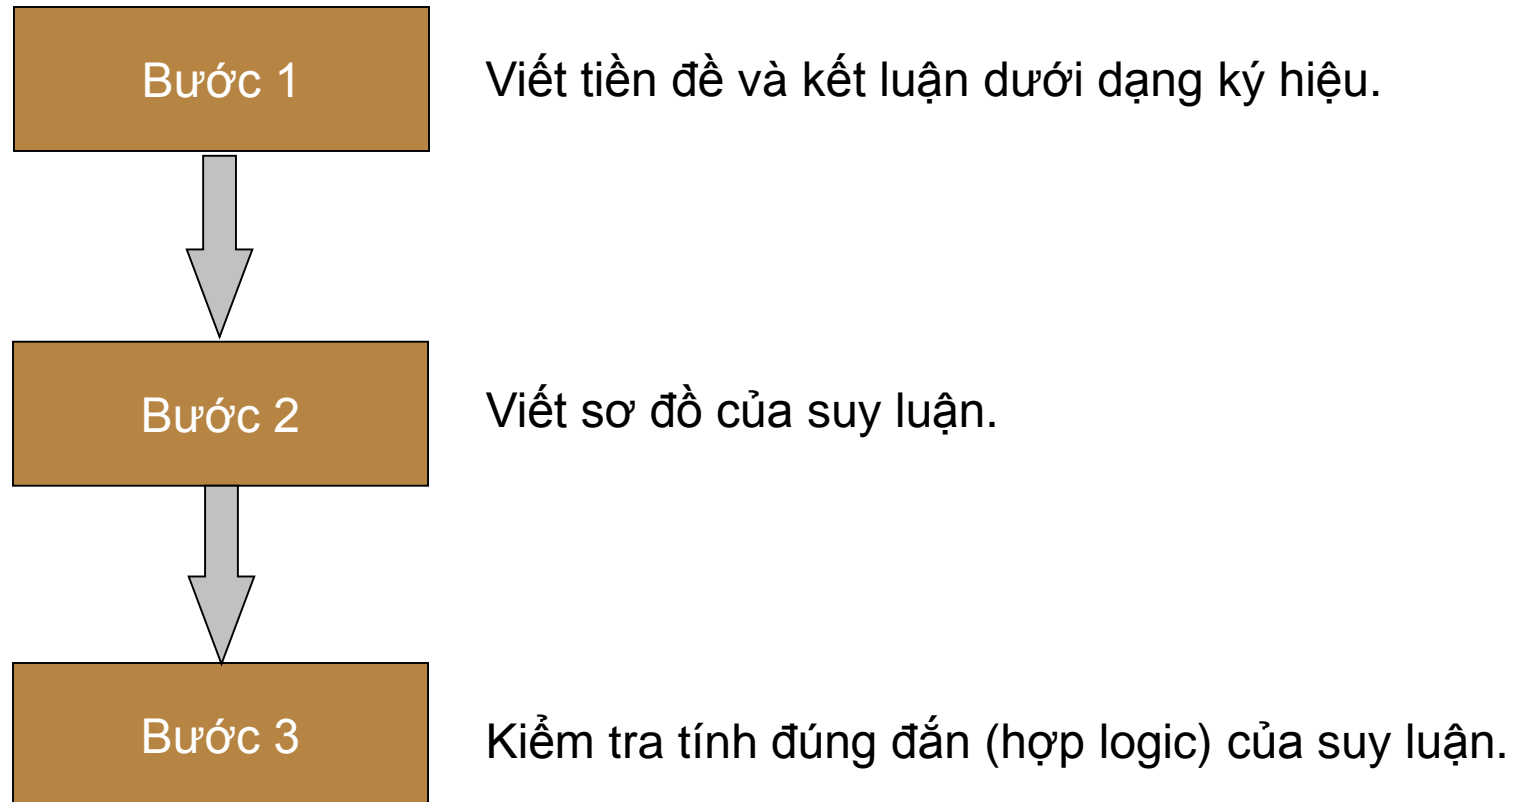 Bước 1
Viết tiền đề và kết luận dưới dạng ký hiệu.
Bước 2
Viết sơ đồ của suy luận.
Bước 3
Kiểm tra tính đúng đắn (hợp logic) của suy luận.